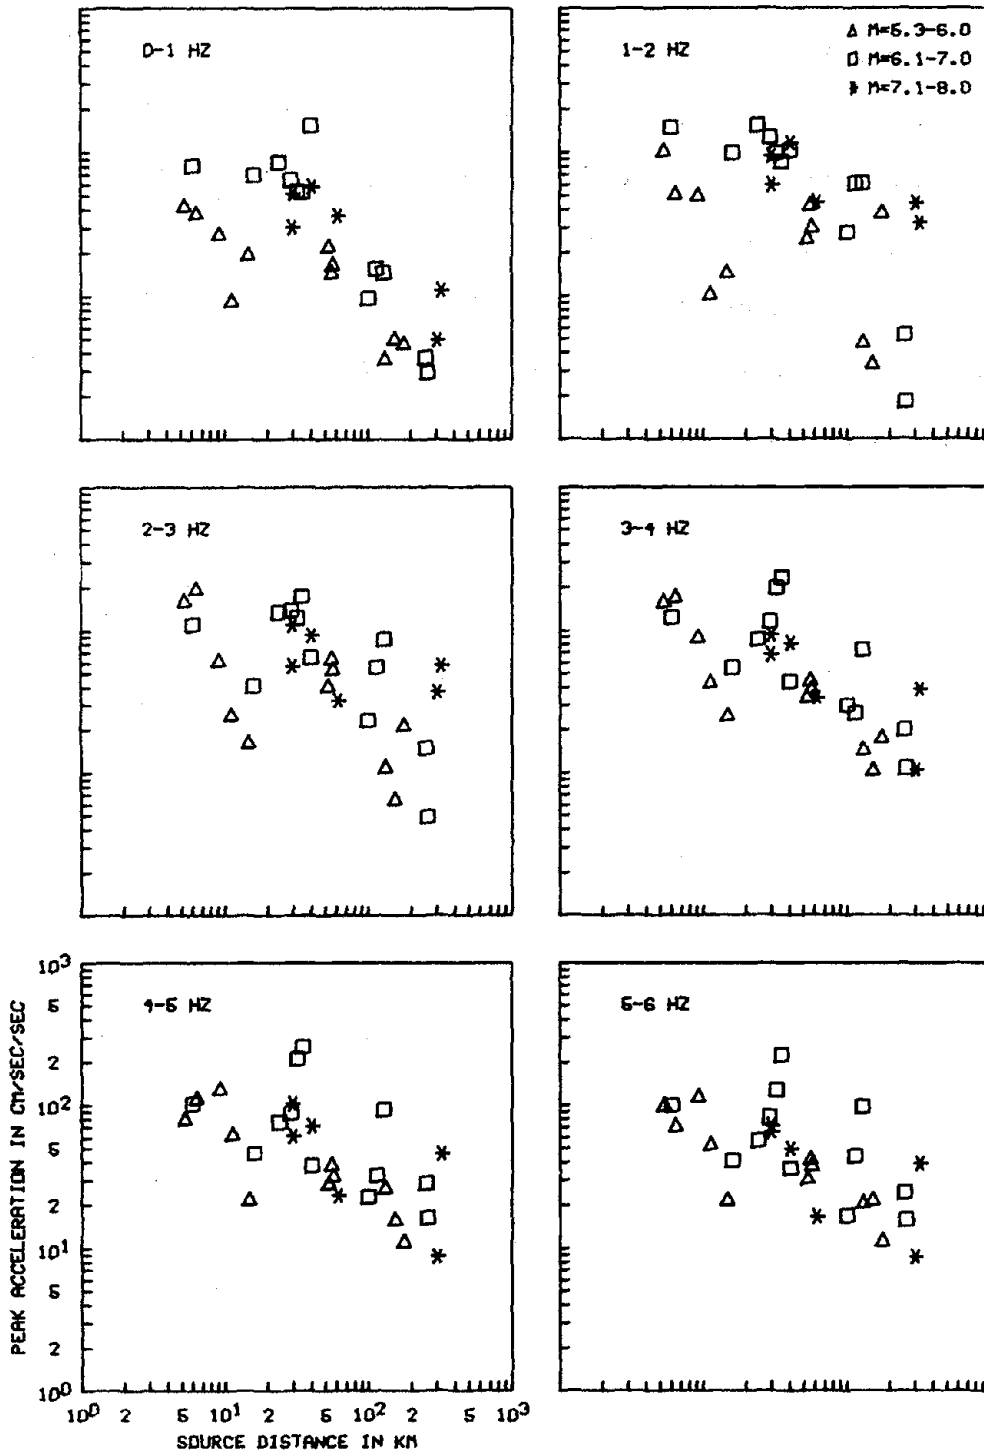 0-1 HZ
1-2 HZ
△ M=5.3-6.0
□ M=6.1-7.0
* M=7.1-8.0
2-3 HZ
3-4 HZ
4-5 HZ
5-6 HZ
PEAK ACCELERATION IN CM/SEC/SEC
10³
5
2
10²
5
2
10¹
5
2
10⁰
10⁰ 2 5 10¹ 2 5 10² 2 5 10³
SOURCE DISTANCE IN KM